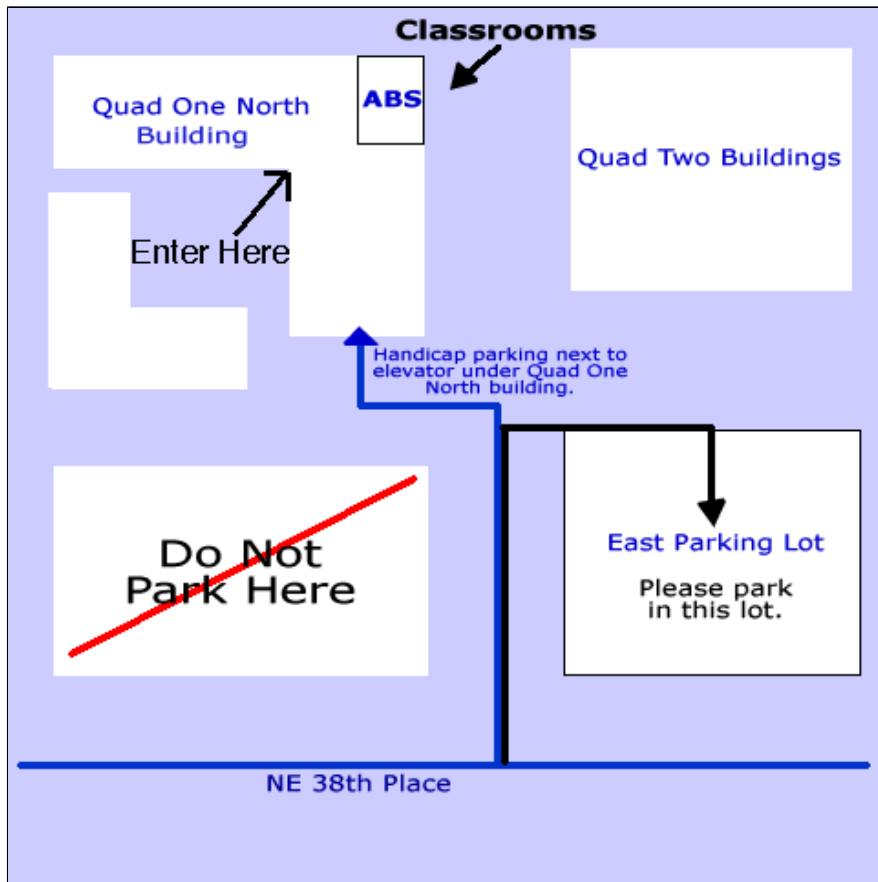 Classrooms
Quad One North
Building
ABS
Quad Two Buildings
Enter Here
Handicap parking next to
elevator under Quad One
North building.
Do Not
Park Here
East Parking Lot
Please park
in this lot.
NE 38th Place